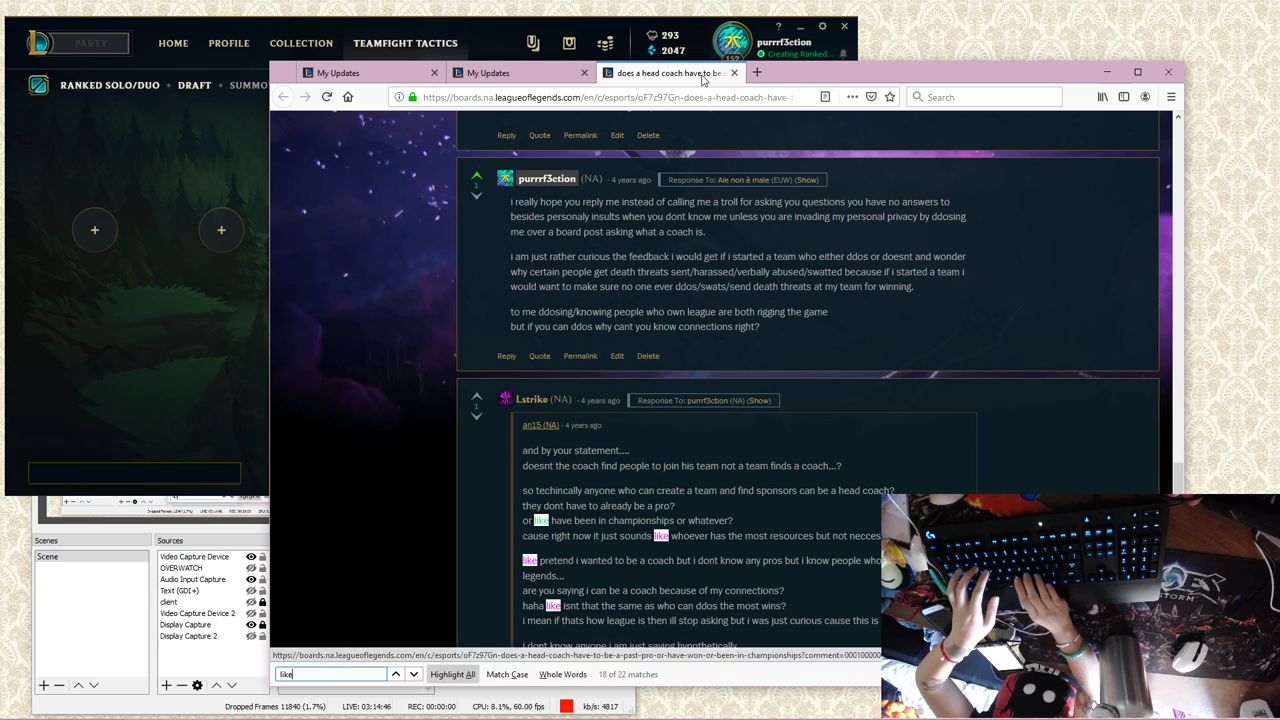 PARTY
HOME
PROFILE
COLLECTION
TEAMFIGHT TACTICS
293
2047
?
purrrf3ction
152
Creating Ranked...
RANKED SOLO/DUO
DRAFT
SUMMO
My Updates
My Updates
does a head coach have to be a
https://boards.na.leagueoflegends.com/en/c/esports/oF7z97Gn-does-a-head-coach-have-t
Search
Reply Quote Permalink Edit Delete
1
purrrf3ction (NA) - 4 years ago Response To: Ale non è male (EUW) (Show)
i really hope you reply me instead of calling me a troll for asking you questions you have no answers to
besides personaly insults when you dont know me unless you are invading my personal privacy by ddosing
me over a board post asking what a coach is.
i am just rather curious the feedback i would get if i started a team who either ddos or doesnt and wonder
why certain people get death threats sent/harassed/verbally abused/swatted because if i started a team i
would want to make sure no one ever ddos/swats/send death threats at my team for winning.
to me ddosing/knowing people who own league are both rigging the game
but if you can ddos why cant you know connections right?
Reply Quote Permalink Edit Delete
1
Lstrike (NA) - 4 years ago Response To: purrrf3ction (NA) (Show)
an15 (NA) - 4 years ago
and by your statement....
doesnt the coach find people to join his team not a team finds a coach...?
so techincally anyone who can create a team and find sponsors can be a head coach?
they dont have to already be a pro?
or like have been in championships or whatever?
cause right now it just sounds like whoever has the most resources but not necces
like pretend i wanted to be a coach but i dont know any pros but i know people who
legends...
are you saying i can be a coach because of my connections?
haha like isnt that the same as who can ddos the most wins?
i mean if thats how league is then ill stop asking but i was just curious cause this is
i dont know anyone i am just saying hypothetically
https://boards.na.leagueoflegends.com/en/c/esports/oF7z97Gn-does-a-head-coach-have-to-be-a-past-pro-or-have-won-or-been-in-championships?comment=000100000
like
Highlight All
Match Case
Whole Words
18 of 22 matches
Scenes
Scene
Sources
Video Capture Device
OVERWATCH
Audio Input Capture
Text (GDI+)
client
Video Capture Device 2
Display Capture
Display Capture 2
Dropped Frames 11840 (1.7%)
LIVE: 03:14:46
REC: 00:00:00
CPU: 8.1%, 60.00 fps
kb/s: 4817